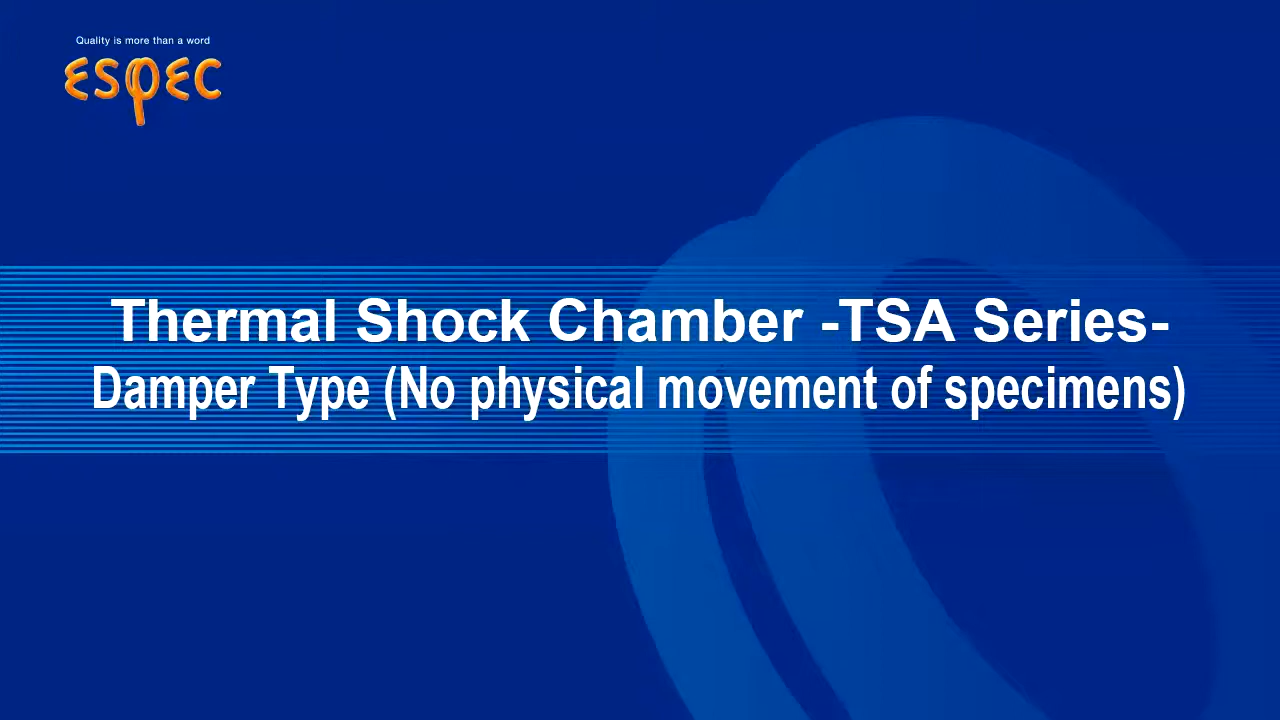 Quality is more than a word
ESPEC
Thermal Shock Chamber -TSA Series-
Damper Type (No physical movement of specimens)